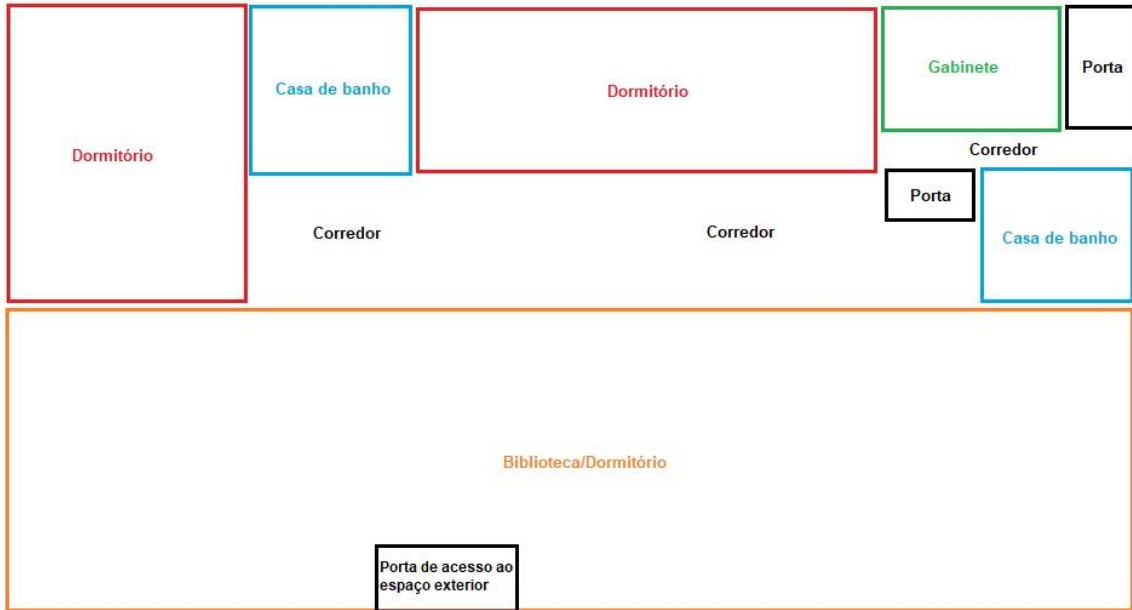 Casa de banho
Gabinete
Porta
Dormitório
Dormitório
Corredor
Porta
Corredor
Corredor
Casa de banho
Biblioteca/Dormitório
Porta de acesso ao
espaço exterior